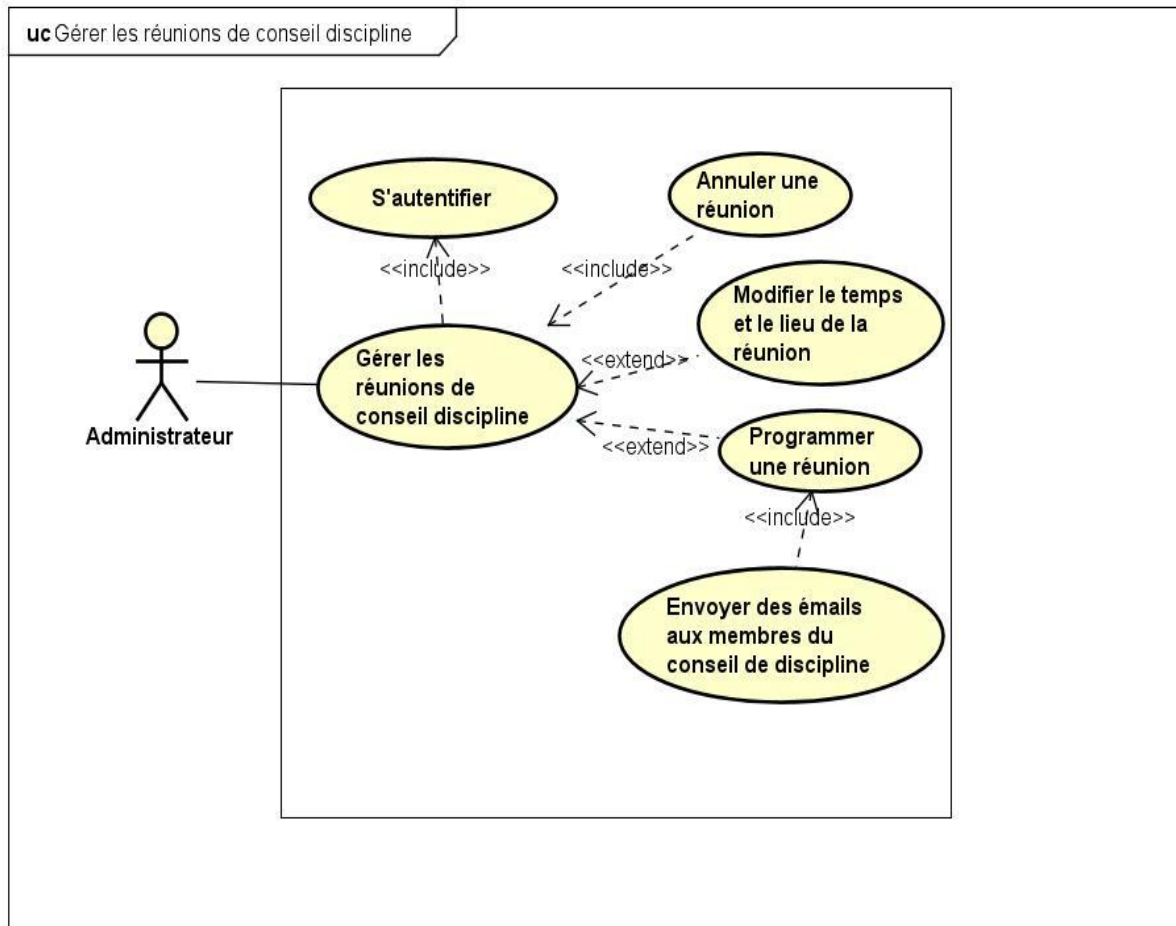 uc Gérer les réunions de conseil discipline
S'autentifier
Annuler une
réunion
<<include>>
<<include>>
Modifier le temps
et le lieu de la
réunion
Gérer les
réunions de
conseil discipline
<<extend>>
Administrateur
<<extend>>
Programmer
une réunion
<<include>>
Envoyer des émails
aux membres du
conseil de discipline